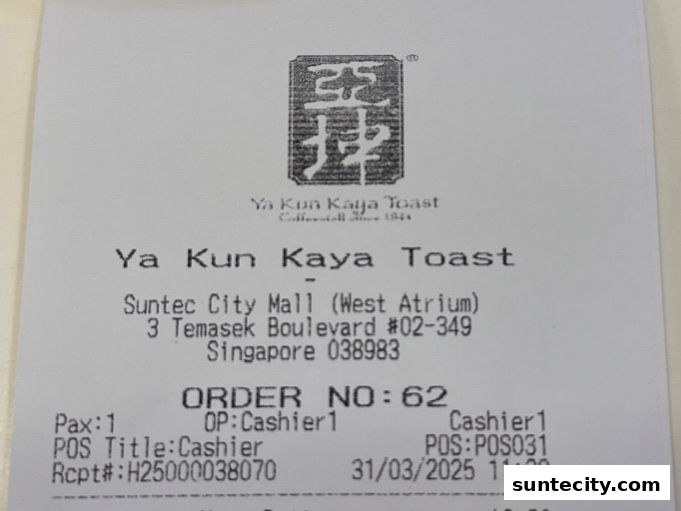 亞坤
®
Ya Kun Kaya Toast
Coffeestall since 1944
Ya Kun Kaya Toast
-
Suntec City Mall (West Atrium)
3 Temasek Boulevard #02-349
Singapore 038983
ORDER NO:62
Pax:1 OP:Cashier1 Cashier1
POS Title:Cashier POS:POS031
Rcpt#:H25000038070 31/03/2025
suntecity.com